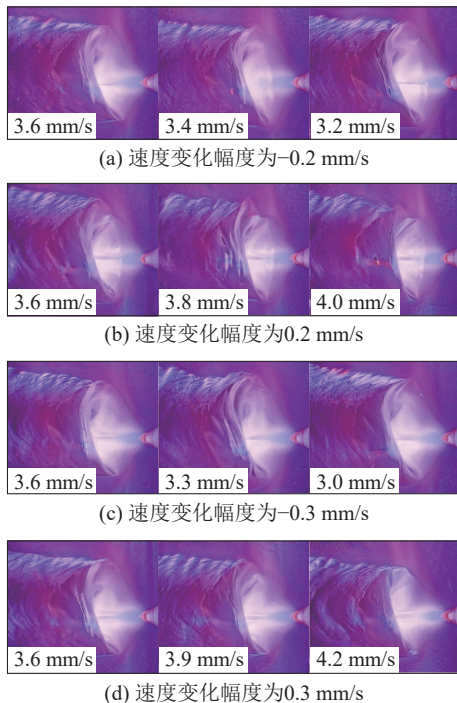 3.6 mm/s 3.4 mm/s 3.2 mm/s
(a) 速度变化幅度为−0.2 mm/s
3.6 mm/s 3.8 mm/s 4.0 mm/s
(b) 速度变化幅度为0.2 mm/s
3.6 mm/s 3.3 mm/s 3.0 mm/s
(c) 速度变化幅度为−0.3 mm/s
3.6 mm/s 3.9 mm/s 4.2 mm/s
(d) 速度变化幅度为0.3 mm/s